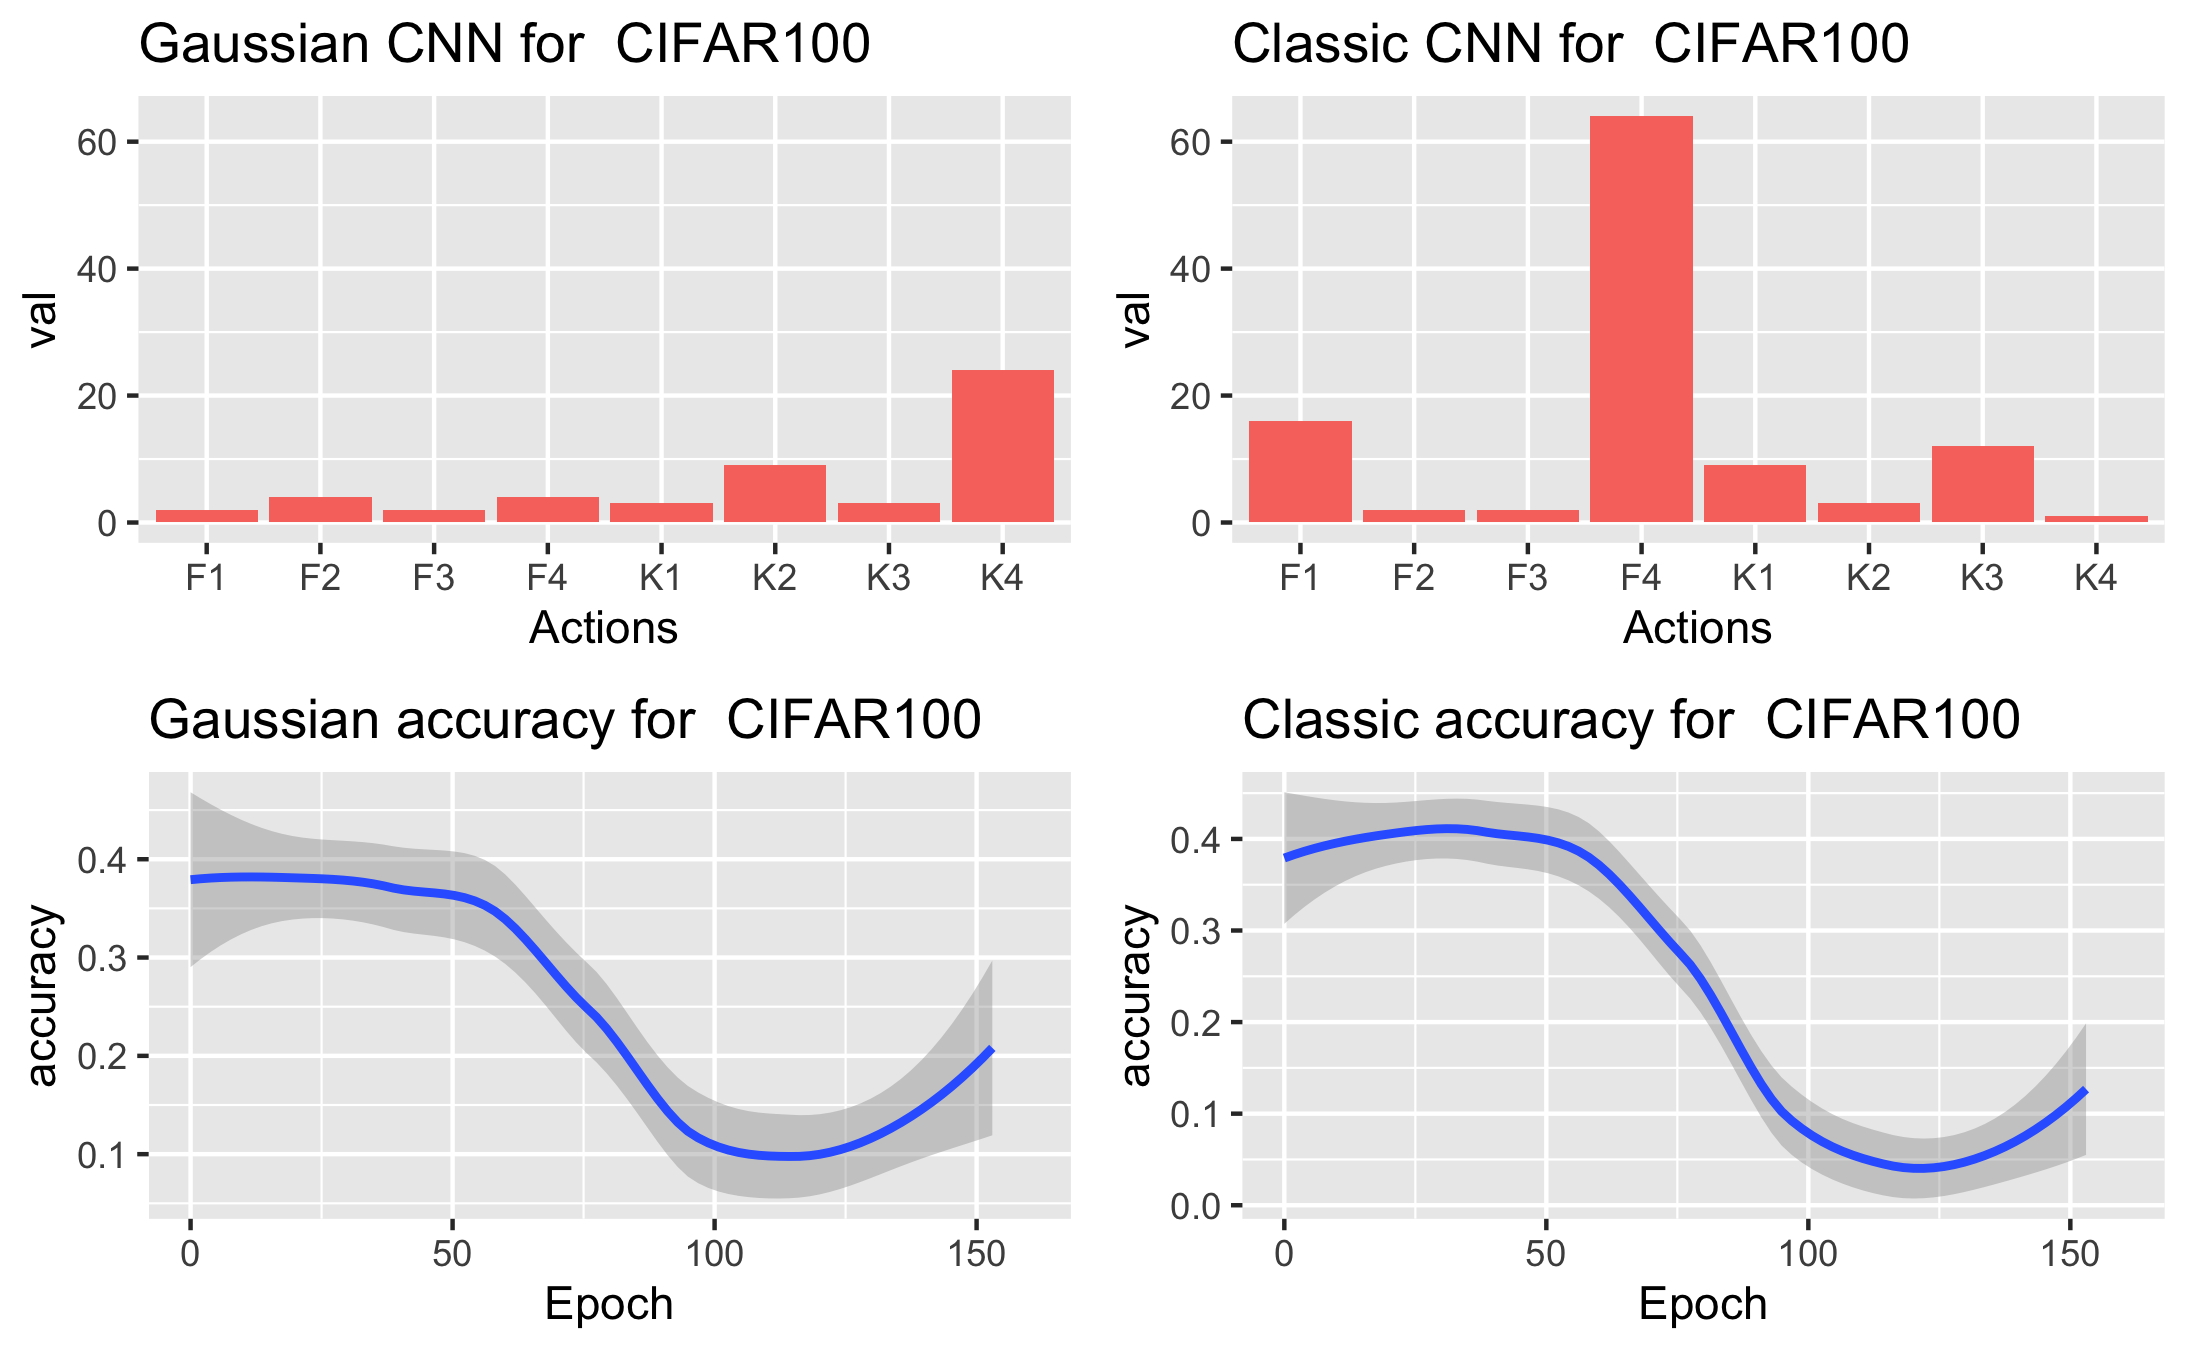 Gaussian CNN for  CIFAR100
val
60
40
20
0
F1 F2 F3 F4 K1 K2 K3 K4
Actions
Classic CNN for  CIFAR100
val
60
40
20
0
F1 F2 F3 F4 K1 K2 K3 K4
Actions
Gaussian accuracy for  CIFAR100
accuracy
0.4
0.3
0.2
0.1
0 50 100 150
Epoch
Classic accuracy for  CIFAR100
accuracy
0.4
0.3
0.2
0.1
0.0
0 50 100 150
Epoch